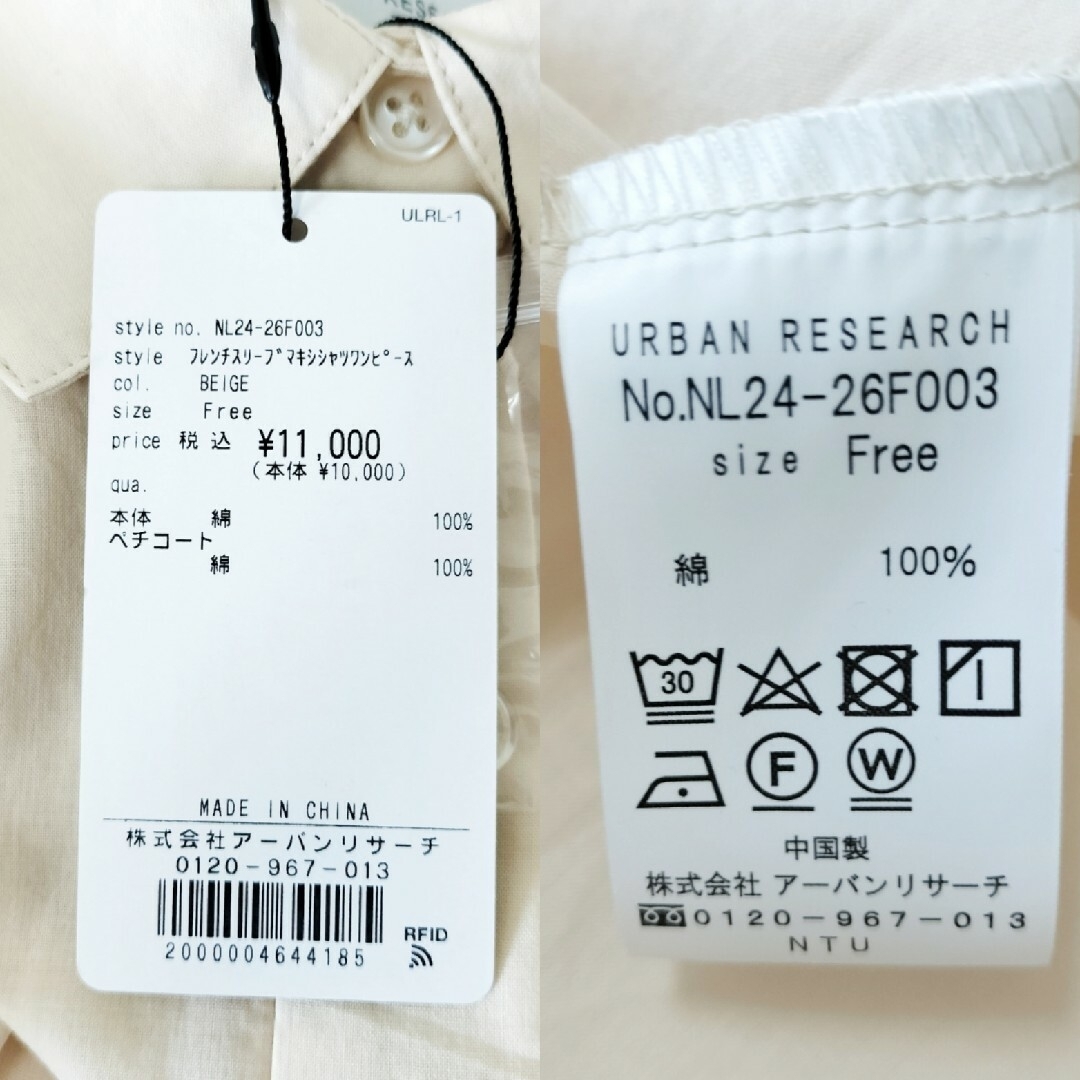 ULRL-1
style no. NL24-26F003
style ﾌﾚﾝﾁｽﾘｰﾌﾞﾏｷｼｼｬﾂﾜﾝﾋﾟｰｽ
col. BEIGE
size Free
price 税込 ¥11,000
(本体 ¥10,000)
qua.
本体 綿 100%
ペチコート
綿 100%
MADE IN CHINA
株式会社アーバンリサーチ
0120-967-013
2000004644185
RFID
URBAN RESEARCH
No.NL24-26F003
size Free
綿 100%
30
F
W
中国製
株式会社 アーバンリサーチ
0120-967-013
NTU